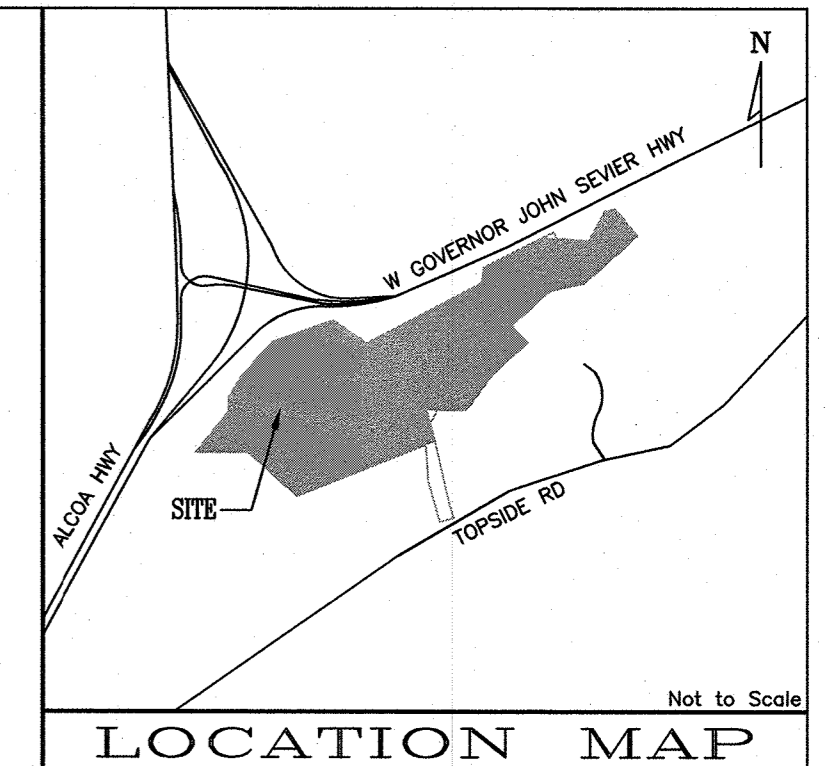 N
W GOVERNOR JOHN SEVIER HWY
ALCOA HWY
SITE
TOPSIDE RD
Not to Scale
LOCATION MAP